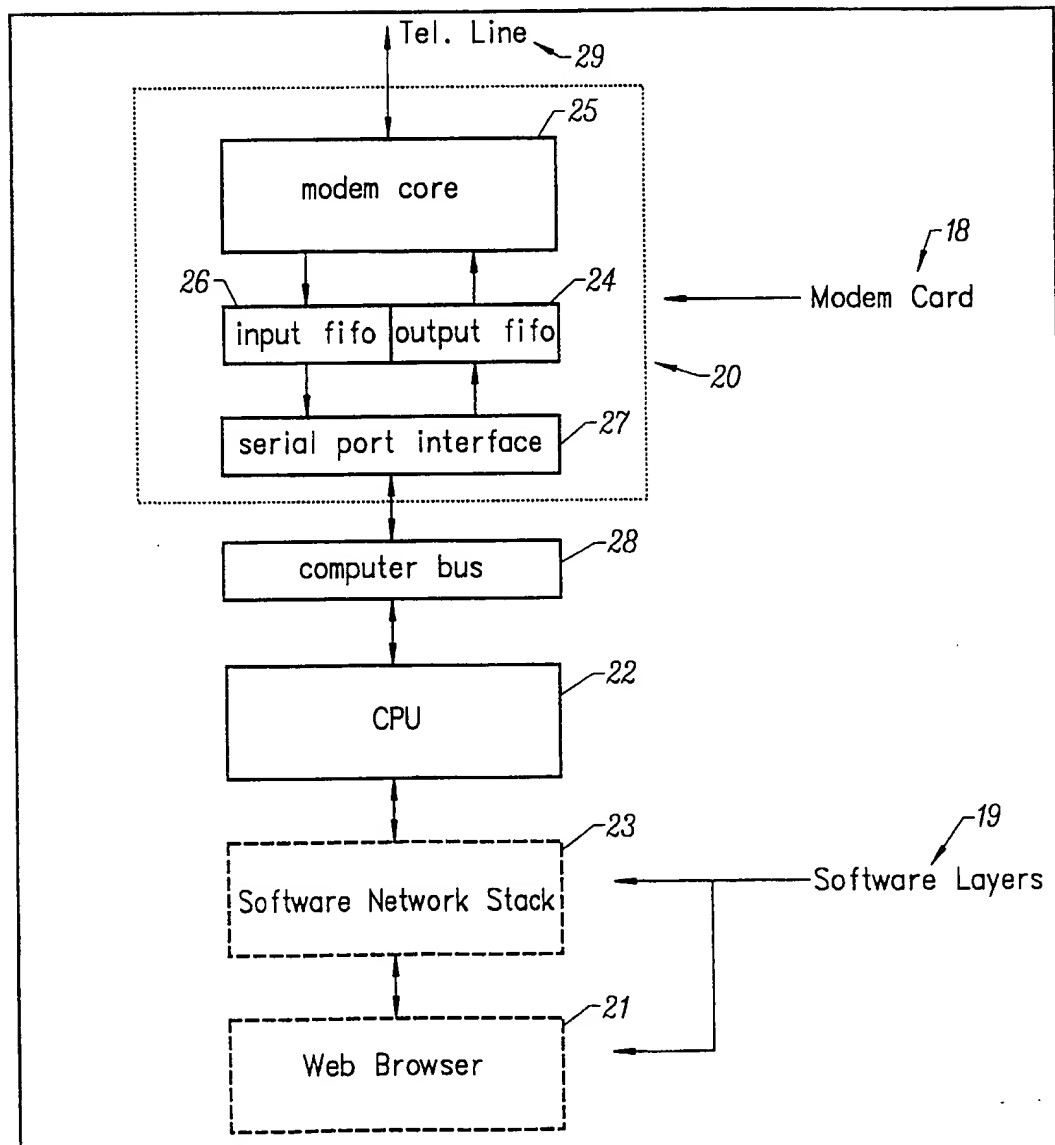 Tel. Line
29
25
modem core
18
Modem Card
26
24
input fifo
output fifo
20
27
serial port interface
28
computer bus
22
CPU
23
19
Software Network Stack
Software Layers
21
Web Browser